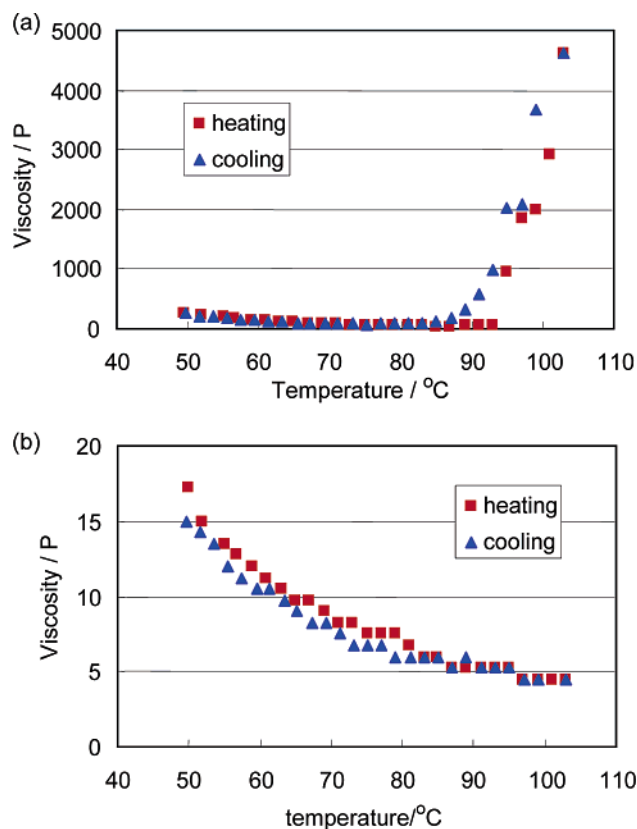 (a)
5000
4000
3000
2000
1000
0
Viscosity / P
heating
cooling
40 50 60 70 80 90 100 110
Temperature / °C
(b)
20
15
10
5
0
Viscosity / P
heating
cooling
40 50 60 70 80 90 100 110
temperature/°C